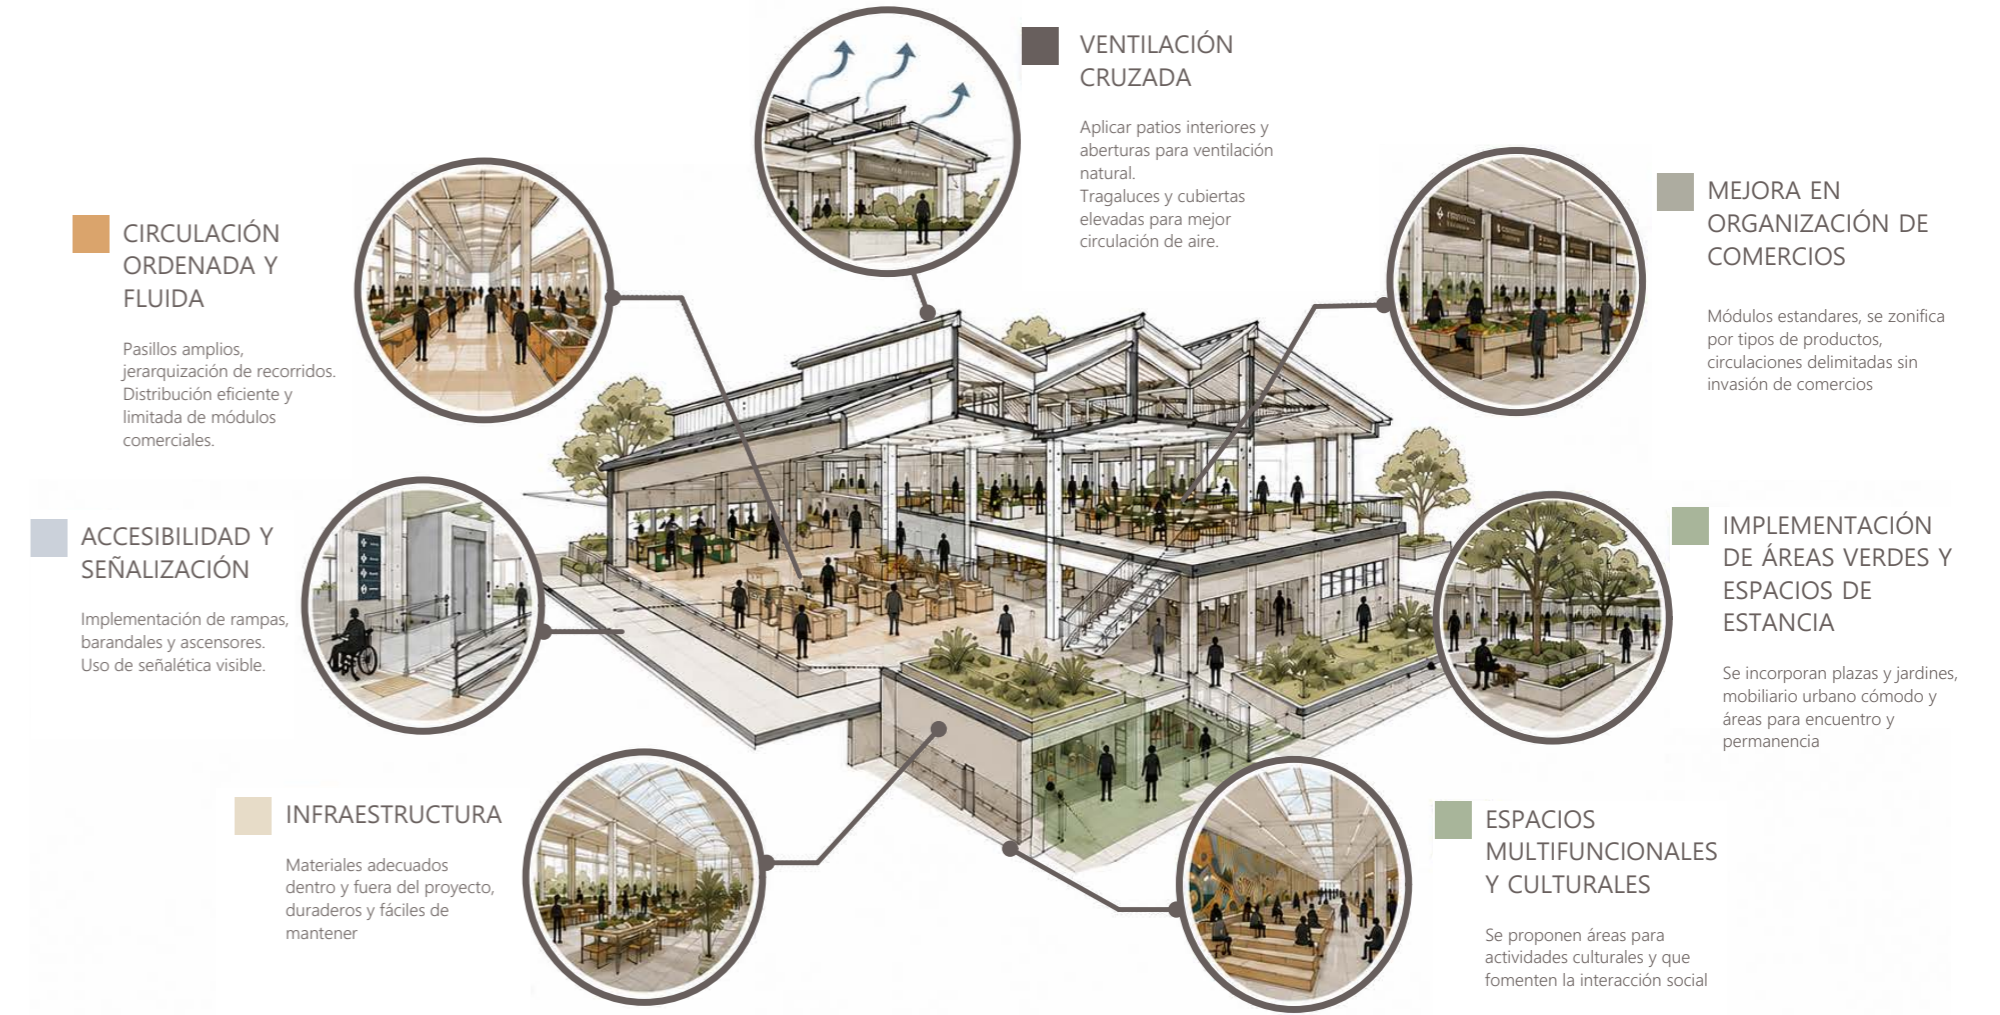 VENTILACIÓN
CRUZADA
Aplicar patios interiores y
aberturas para ventilación
natural.
Tragaluces y cubiertas
elevadas para mejor
circulación de aire.
CIRCULACIÓN
ORDENADA Y
FLUIDA
Pasillos amplios,
jerarquización de recorridos.
Distribución eficiente y
limitada de módulos
comerciales.
MEJORA EN
ORGANIZACIÓN DE
COMERCIOS
Módulos estandares, se zonifica
por tipos de productos,
circulaciones delimitadas sin
invasión de comercios
ACCESIBILIDAD Y
SEÑALIZACIÓN
Implementación de rampas,
barandales y ascensores.
Uso de señalética visible.
IMPLEMENTACIÓN
DE ÁREAS VERDES Y
ESPACIOS DE
ESTANCIA
Se incorporan plazas y jardines,
mobiliario urbano cómodo y
áreas para encuentro y
permanencia
INFRAESTRUCTURA
Materiales adecuados
dentro y fuera del proyecto,
duraderos y fáciles de
mantener
ESPACIOS
MULTIFUNCIONALES
Y CULTURALES
Se proponen áreas para
actividades culturales y que
fomenten la interacción social